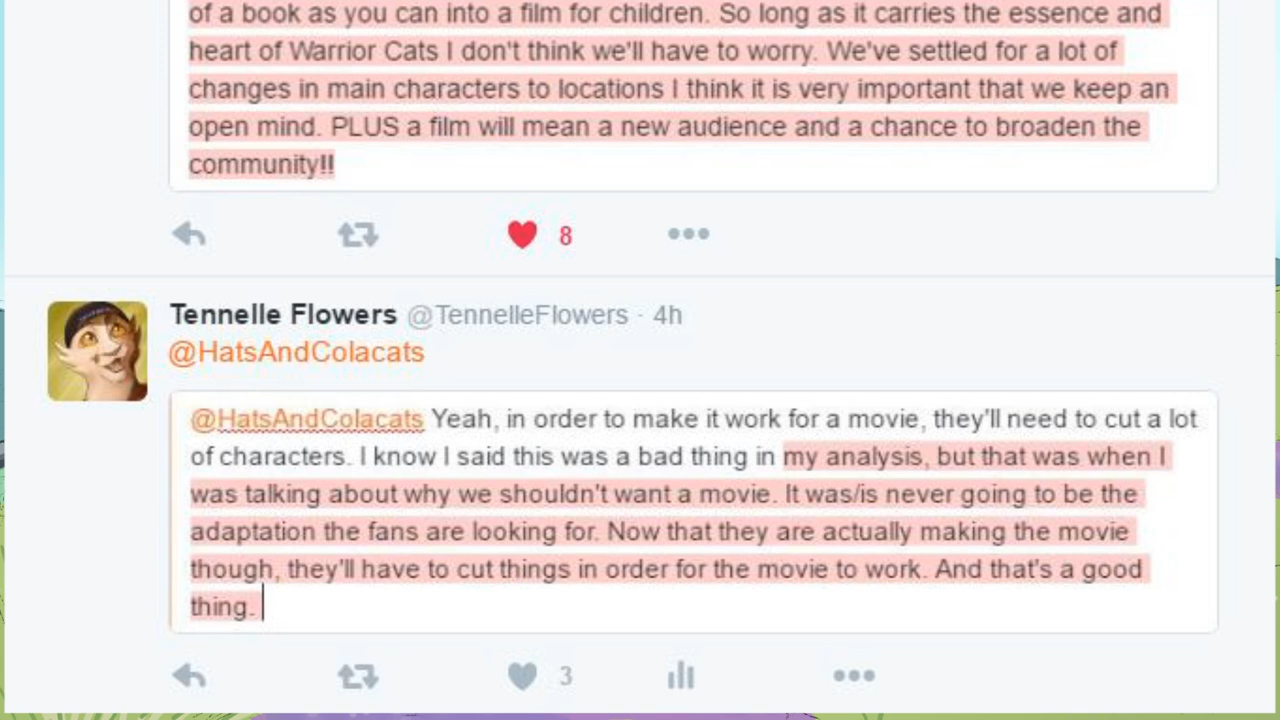 of a book as you can into a film for children. So long as it carries the essence and
heart of Warrior Cats I don't think we'll have to worry. We've settled for a lot of
changes in main characters to locations I think it is very important that we keep an
open mind. PLUS a film will mean a new audience and a chance to broaden the
community!!
8
Tennelle Flowers @TennelleFlowers · 4h
@HatsAndColacats
@HatsAndColacats Yeah, in order to make it work for a movie, they'll need to cut a lot
of characters. I know I said this was a bad thing in my analysis, but that was when I
was talking about why we shouldn't want a movie. It was/is never going to be the
adaptation the fans are looking for. Now that they are actually making the movie
though, they'll have to cut things in order for the movie to work. And that's a good
thing.
3